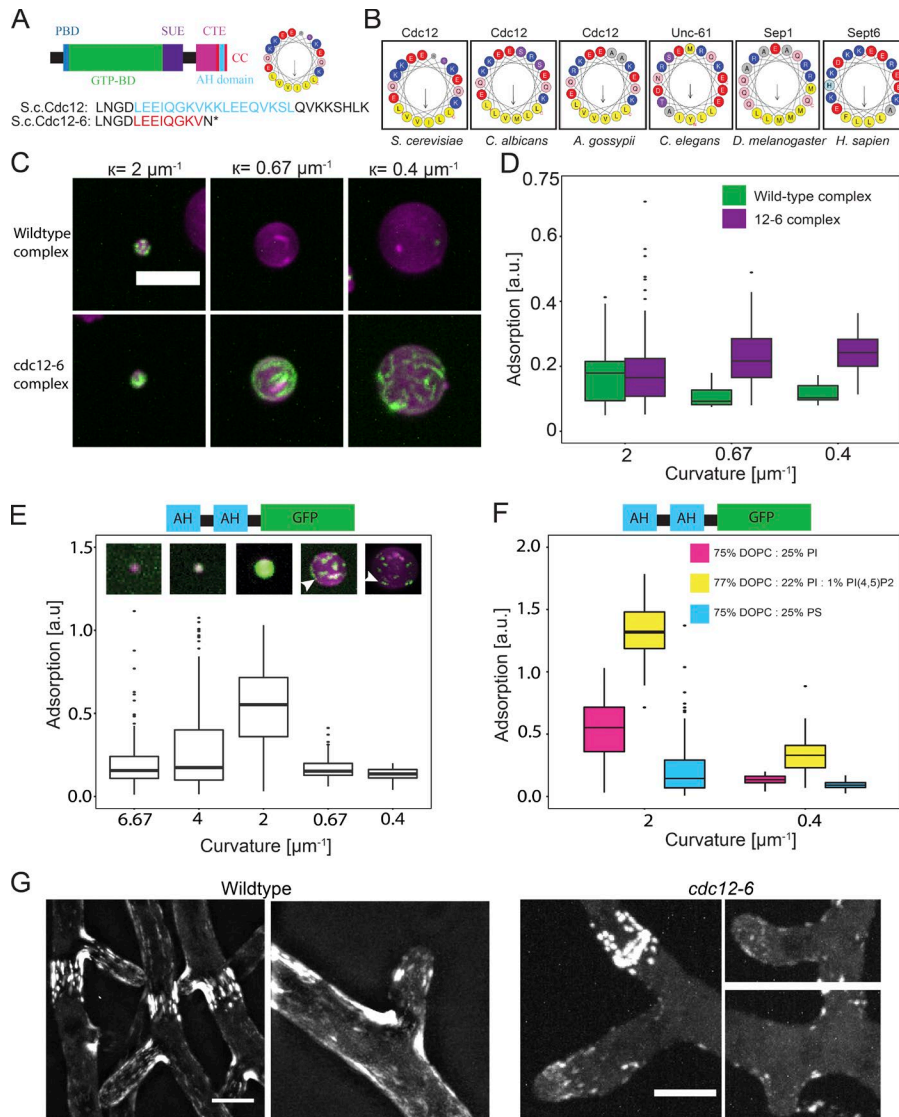 A
PBD SUE CTE
CC
GTP-BD AH domain
S.c.Cdc12: LNGDLEEIQGKVKKLEEQVKSLQVKKSHLK
S.c.Cdc12-6: LNGDLEEIQGKVN*
B
Cdc12 Cdc12 Cdc12 Unc-61 Sep1 Sept6
S. cerevisiae C. albicans A. gossypii C. elegans D. melanogaster H. sapien
C
κ= 2 µm⁻¹ κ= 0.67 µm⁻¹ κ= 0.4 µm⁻¹
Wildtype
complex
cdc12-6
complex
D
Adsorption [a.u.]
0.75
0.6
0.4
0.2
0
Wild-type complex
12-6 complex
2 0.67 0.4
Curvature [µm⁻¹]
E
AH AH GFP
Adsorption [a.u]
1.5
1.0
0.5
0.0
6.67 4 2 0.67 0.4
Curvature [µm⁻¹]
F
AH AH GFP
Adsorption [a.u.]
2.0
1.5
1.0
0.5
0.0
75% DOPC : 25% PI
77% DOPC : 22% PI : 1% PI(4,5)P2
75% DOPC : 25% PS
2 0.4
Curvature [µm⁻¹]
G
Wildtype cdc12-6